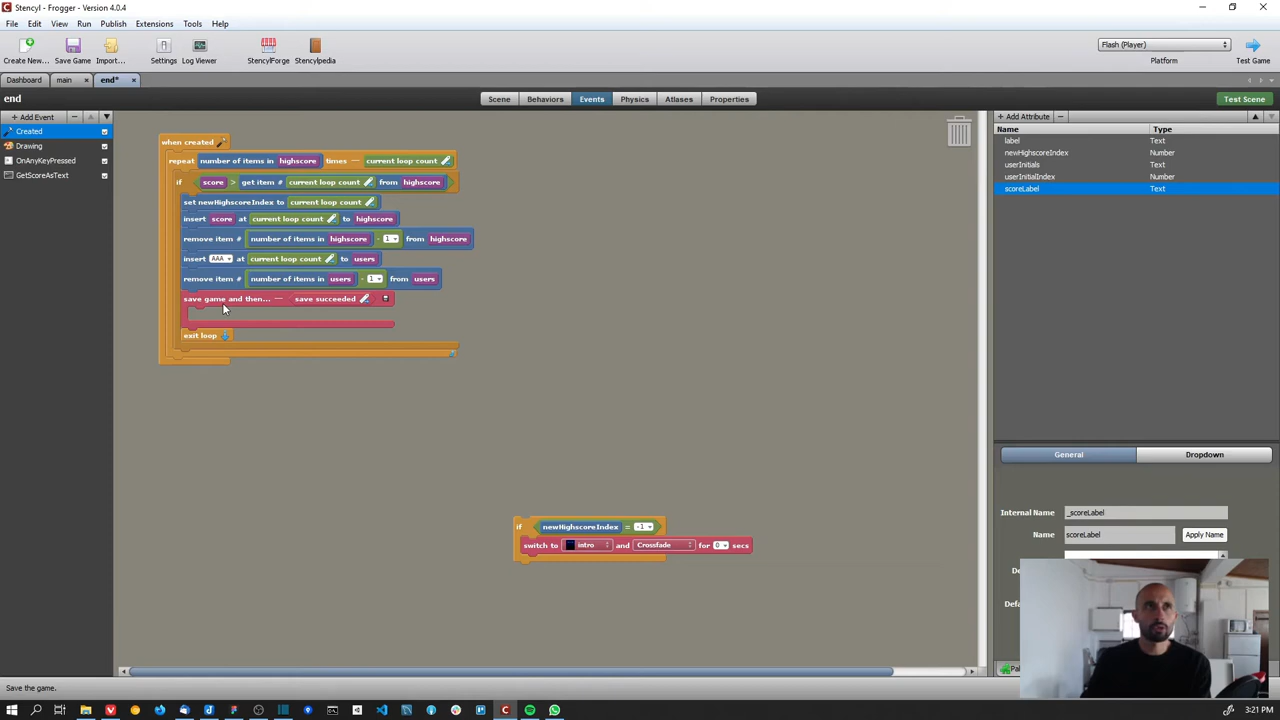 Stencyl - Frogger - Version 4.0.4
File Edit View Run Publish Extensions Tools Help
Create New... Save Game Import... Settings Log Viewer StencylForge Stencylpedia
Flash (Player)
Platform
Test Game
Dashboard main × end* ×
end
Scene Behaviors Events Physics Atlases Properties
Test Scene
+ Add Event −
Created
Drawing
OnAnyKeyPressed
GetScoreAsText
when created
repeat number of items in highscore times — current loop count
if score > get item # current loop count from highscore
set newHighscoreIndex to current loop count
insert score at current loop count to highscore
remove item # number of items in highscore - 1 from highscore
insert AAA at current loop count to users
remove item # number of items in users - 1 from users
save game and then... — save succeeded
exit loop
if newHighscoreIndex = -1
switch to intro and Crossfade for 0 secs
+ Add Attribute −
Name Type
label Text
newHighscoreIndex Number
userInitials Text
userInitialIndex Number
scoreLabel Text
General Dropdown
Internal Name _scoreLabel
Name scoreLabel Apply Name
Save the game.
3:21 PM